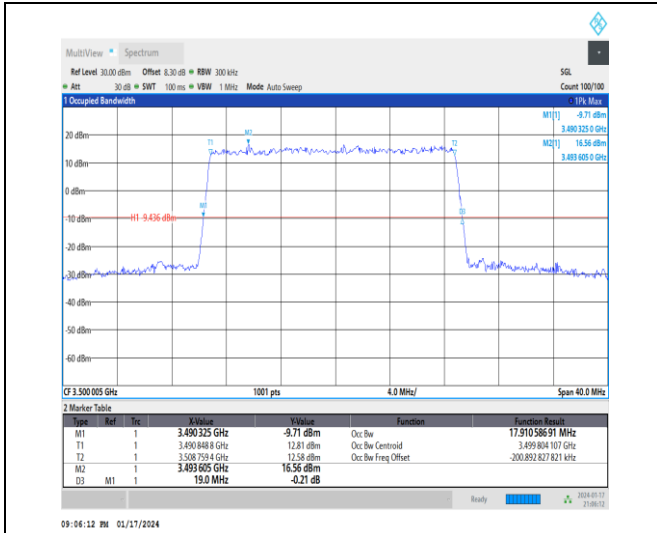 MultiView Spectrum
Ref Level 30.00 dBm Offset 8.30 dB RBW 300 kHz SGL
Att 30 dB SWT 100 ms VBW 1 MHz Mode Auto Sweep Count 100/100
1 Occupied Bandwidth 1Pk Max
M1[1] -9.71 dBm
3.490 325 0 GHz
M2[1] 16.56 dBm
3.493 605 0 GHz
20 dBm
T1 M2 T2
10 dBm
0 dBm
M1 D3
-10 dBm H1 -9.436 dBm
-20 dBm
-30 dBm
-40 dBm
-50 dBm
-60 dBm
CF 3.500 005 GHz 1001 pts 4.0 MHz/ Span 40.0 MHz
2 Marker Table
Type Ref Trc X-Value Y-Value Function Function Result
M1 1 3.490 325 GHz -9.71 dBm Occ Bw 17.910 586 91 MHz
T1 1 3.490 848 8 GHz 12.81 dBm Occ Bw Centroid 3.499 804 107 GHz
T2 1 3.508 759 4 GHz 12.58 dBm Occ Bw Freq Offset -200.892 827 821 kHz
M2 1 3.493 605 GHz 16.56 dBm
D3 M1 1 19.0 MHz -0.21 dB
Ready 2024-01-17
21:06:12
09:06:12 PM 01/17/2024